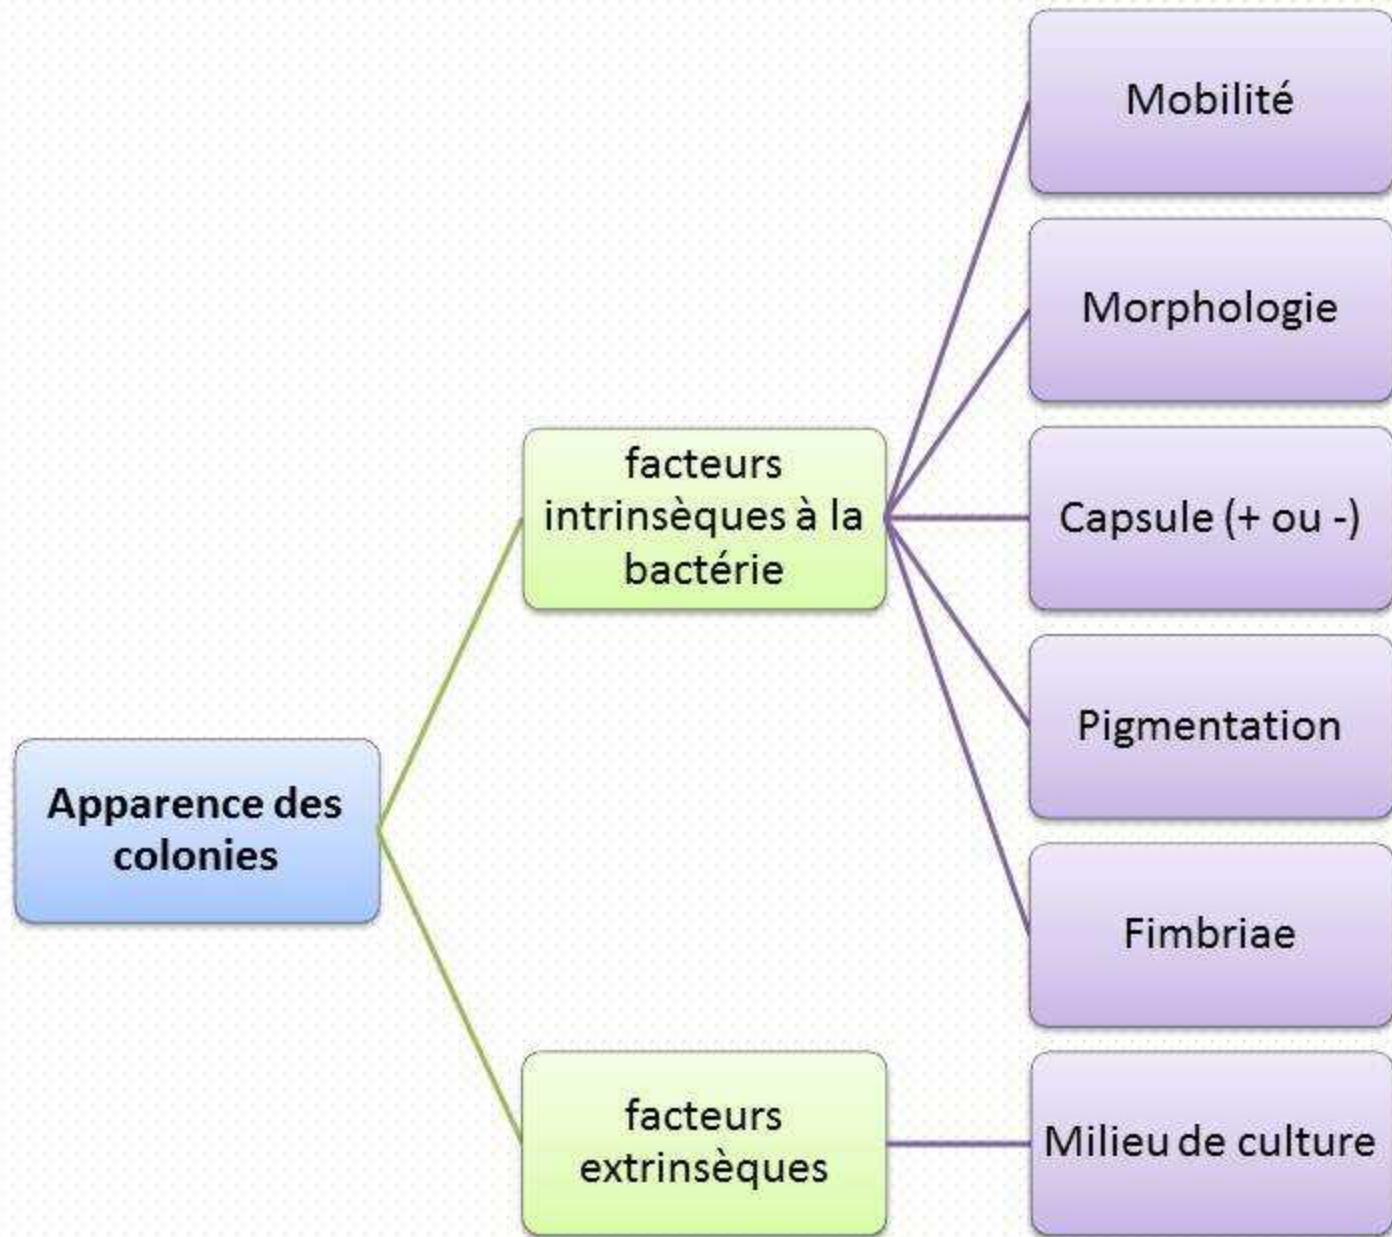 Apparence des
colonies
facteurs
intrinsèques à la
bactérie
Mobilité
Morphologie
Capsule (+ ou -)
Pigmentation
Fimbriae
facteurs
extrinsèques
Milieu de culture